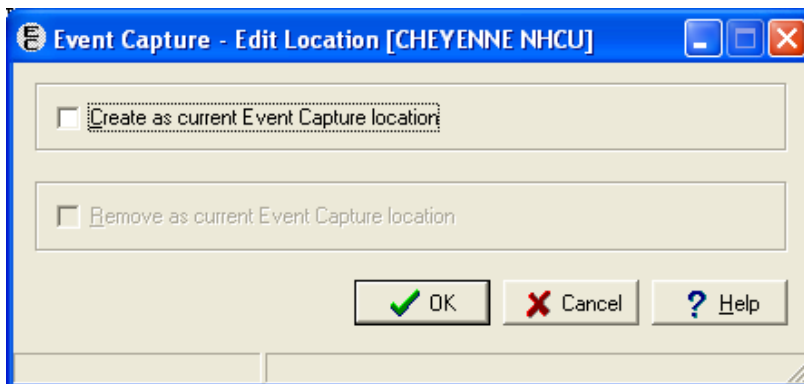 Event Capture - Edit Location [CHEYENNE NHCU]
Create as current Event Capture location
Remove as current Event Capture location
OK Cancel ? Help